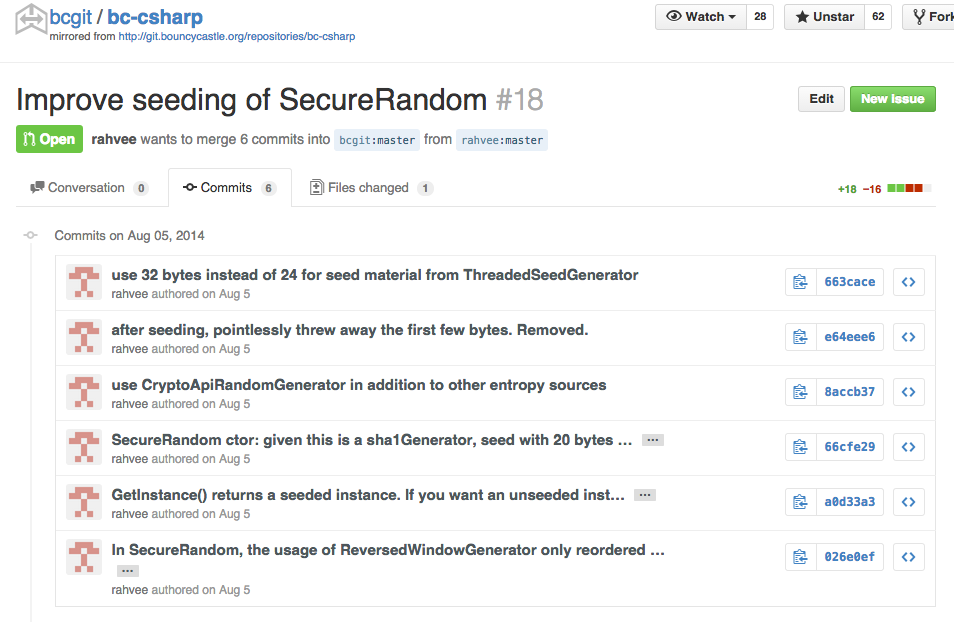 bcgit / bc-csharp
Watch 28 Unstar 62 Fork
mirrored from http://git.bouncycastle.org/repositories/bc-csharp
Improve seeding of SecureRandom #18
Edit New Issue
Open rahvee wants to merge 6 commits into bcgit:master from rahvee:master
Conversation 0 Commits 6 Files changed 1 +18 −16
Commits on Aug 05, 2014
use 32 bytes instead of 24 for seed material from ThreadedSeedGenerator
rahvee authored on Aug 5
663cace
after seeding, pointlessly threw away the first few bytes. Removed.
rahvee authored on Aug 5
e64eee6
use CryptoApiRandomGenerator in addition to other entropy sources
rahvee authored on Aug 5
8accb37
SecureRandom ctor: given this is a sha1Generator, seed with 20 bytes … …
rahvee authored on Aug 5
66cfe29
GetInstance() returns a seeded instance. If you want an unseeded inst… …
rahvee authored on Aug 5
a0d33a3
In SecureRandom, the usage of ReversedWindowGenerator only reordered …
…
rahvee authored on Aug 5
026e0ef